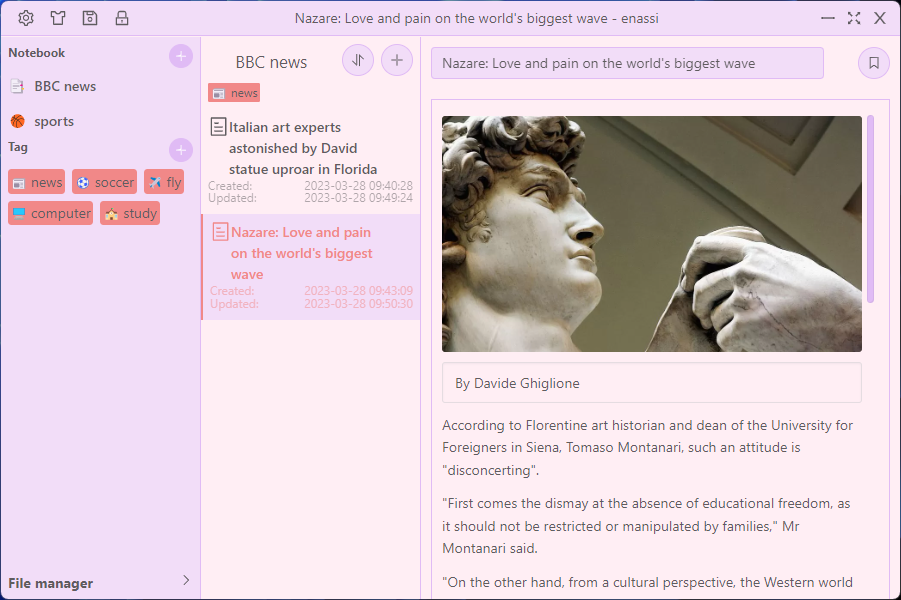 Nazare: Love and pain on the world's biggest wave - enassi
Notebook
BBC news
sports
Tag
news
soccer
fly
computer
study
File manager
BBC news
news
Italian art experts
astonished by David
statue uproar in Florida
Created: 2023-03-28 09:40:28
Updated: 2023-03-28 09:49:24
Nazare: Love and pain
on the world's biggest
wave
Created: 2023-03-28 09:43:09
Updated: 2023-03-28 09:50:30
Nazare: Love and pain on the world's biggest wave
By Davide Ghiglione
According to Florentine art historian and dean of the University for
Foreigners in Siena, Tomaso Montanari, such an attitude is
"disconcerting".
"First comes the dismay at the absence of educational freedom, as
it should not be restricted or manipulated by families," Mr
Montanari said.
"On the other hand, from a cultural perspective, the Western world